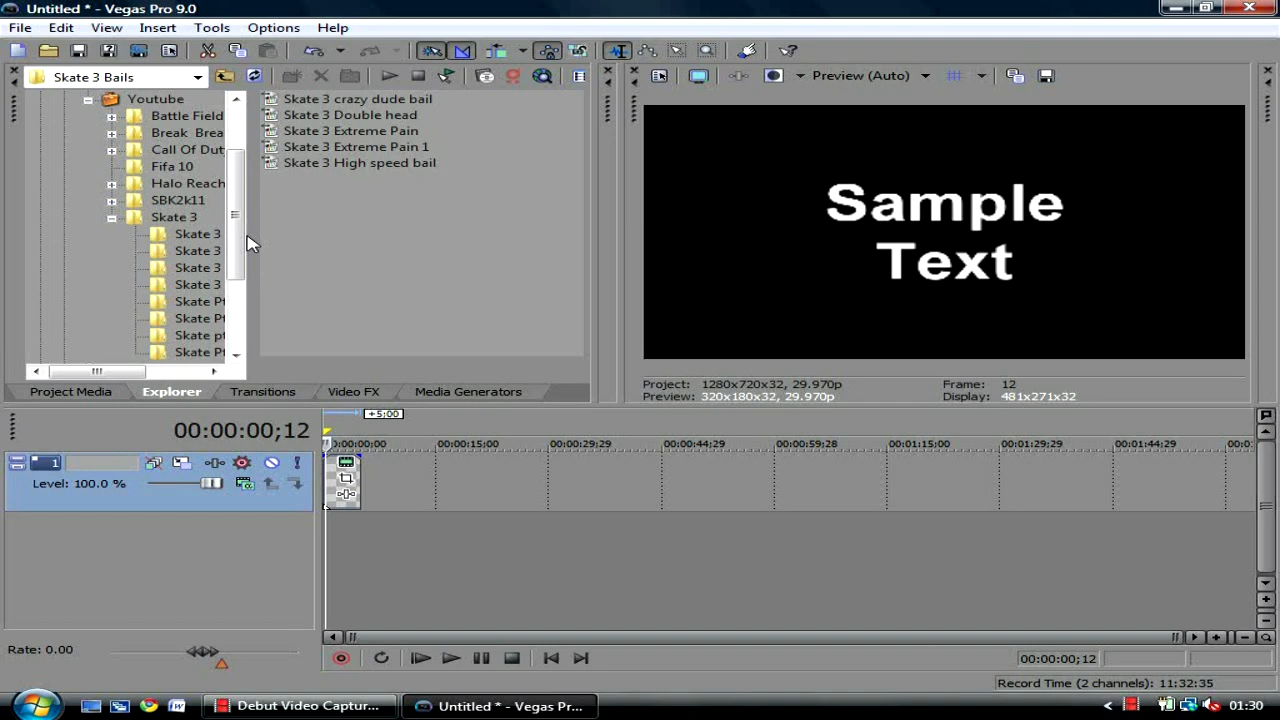 Untitled * - Vegas Pro 9.0
File Edit View Insert Tools Options Help
Skate 3 Bails
Preview (Auto)
Youtube
Battle Field
Break Brea
Call Of Dut
Fifa 10
Halo Reach
SBK2k11
Skate 3
Skate 3
Skate 3
Skate 3
Skate 3
Skate Pt
Skate Pt
Skate pt
Skate Pt
Skate 3 crazy dude bail
Skate 3 Double head
Skate 3 Extreme Pain
Skate 3 Extreme Pain 1
Skate 3 High speed bail
Sample
Text
Project Media Explorer Transitions Video FX Media Generators
Project: 1280x720x32, 29.970p Frame: 12
Preview: 320x180x32, 29.970p Display: 481x271x32
+5;00
00:00:00;12
0:00:00;00 00:00:15;00 00:00:29;29 00:00:44;29 00:00:59;28 00:01:15;00 00:01:29;29 00:01:44;29 00:0
1
Level: 100.0 %
Rate: 0.00
00:00:00;12
Record Time (2 channels): 11:32:35
Debut Video Captur... Untitled * - Vegas Pr... 01:30